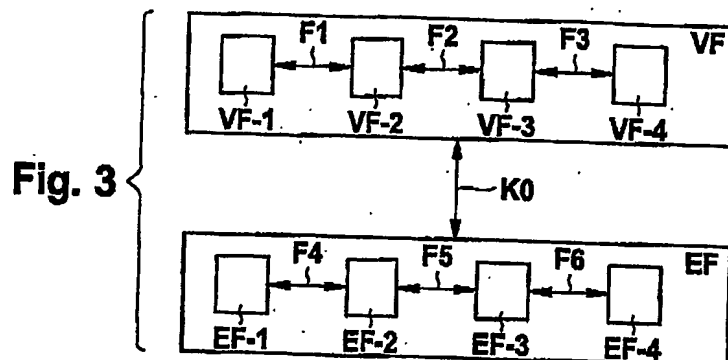 F1 F2 F3 VF
VF-1 VF-2 VF-3 VF-4
Fig. 3
K0
F4 F5 F6 EF
EF-1 EF-2 EF-3 EF-4